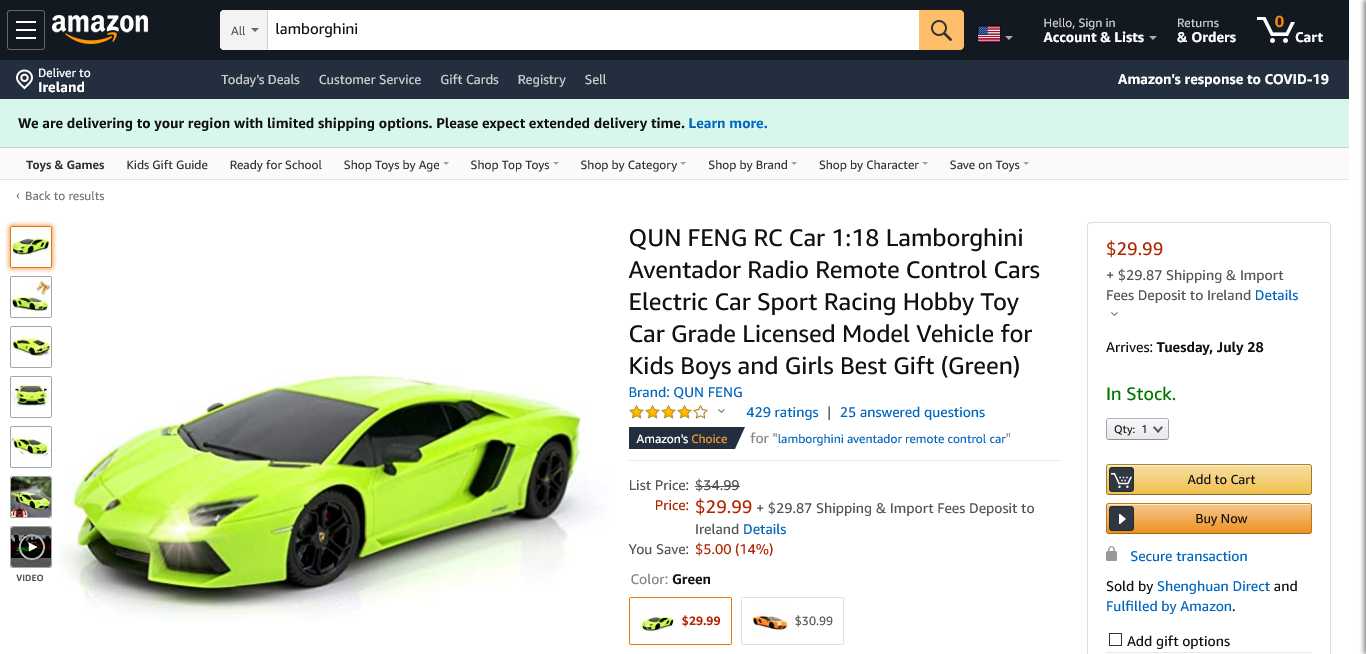 amazon
All
lamborghini
Hello, Sign in
Account & Lists
Returns
& Orders
0
Cart
Deliver to
Ireland
Today's Deals
Customer Service
Gift Cards
Registry
Sell
Amazon's response to COVID-19
We are delivering to your region with limited shipping options. Please expect extended delivery time. Learn more.
Toys & Games
Kids Gift Guide
Ready for School
Shop Toys by Age
Shop Top Toys
Shop by Category
Shop by Brand
Shop by Character
Save on Toys
‹ Back to results
VIDEO
QUN FENG RC Car 1:18 Lamborghini
Aventador Radio Remote Control Cars
Electric Car Sport Racing Hobby Toy
Car Grade Licensed Model Vehicle for
Kids Boys and Girls Best Gift (Green)
Brand: QUN FENG
429 ratings | 25 answered questions
Amazon's Choice for "lamborghini aventador remote control car"
List Price: $34.99
Price: $29.99 + $29.87 Shipping & Import Fees Deposit to
Ireland Details
You Save: $5.00 (14%)
Color: Green
$29.99
$30.99
$29.99
+ $29.87 Shipping & Import
Fees Deposit to Ireland Details
Arrives: Tuesday, July 28
In Stock.
Qty: 1
Add to Cart
Buy Now
Secure transaction
Sold by Shenghuan Direct and
Fulfilled by Amazon.
Add gift options